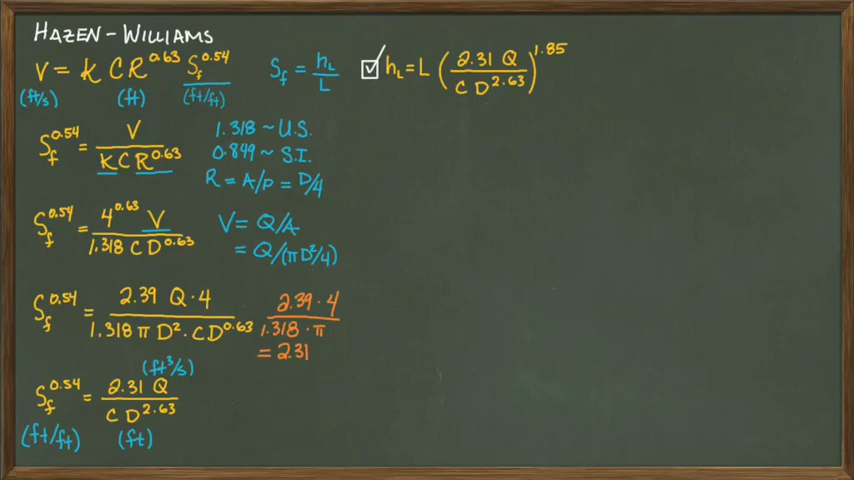 HAZEN-WILLIAMS
V = K C R^0.63 S_f^0.54
(ft/s) (ft) (ft/ft)
S_f = h_L / L
☑ h_L = L (2.31 Q / C D^2.63)^1.85
S_f^0.54 = V / K C R^0.63
1.318 ~ U.S.
0.849 ~ S.I.
R = A/P = D/4
S_f^0.54 = 4^0.63 V / 1.318 C D^0.63
V = Q/A
= Q/(πD²/4)
S_f^0.54 = 2.39 Q · 4 / 1.318 π D² · C D^0.63
2.39 · 4 / 1.318 · π
= 2.31
(ft³/s)
S_f^0.54 = 2.31 Q / C D^2.63
(ft/ft) (ft)